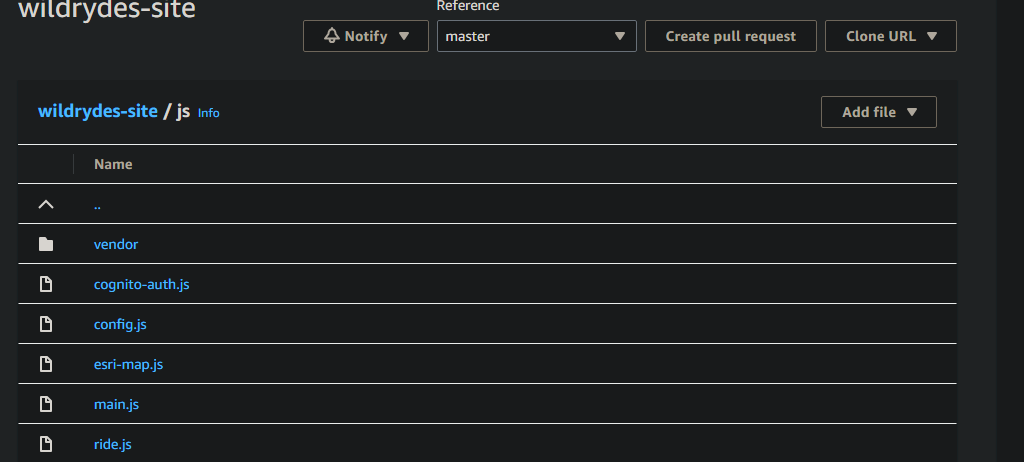 wildrydes-site
Reference
Notify
master
Create pull request
Clone URL
wildrydes-site / js Info
Add file
Name
..
vendor
cognito-auth.js
config.js
esri-map.js
main.js
ride.js